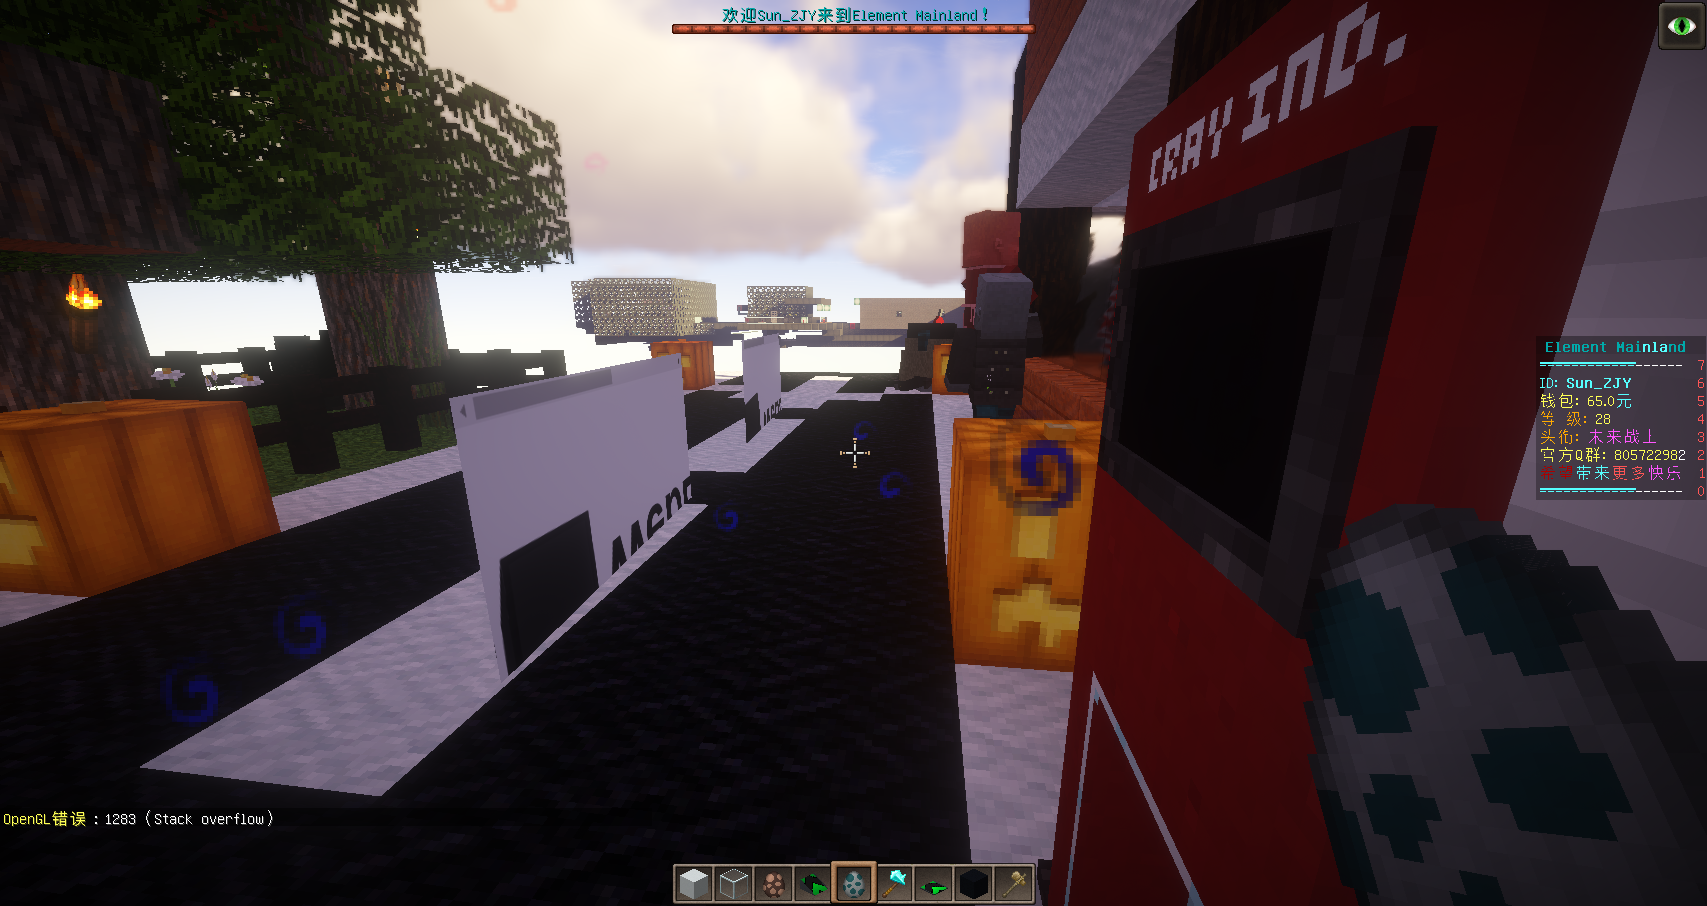 欢迎Sun_ZJY来到Element Mainland!
CRAY IND.
Element Mainland
7
ID: Sun_ZJY 6
钱包: 65.0元 5
等 级: 28 4
头衔: 未来战士 3
官方Q群: 805722982 2
希望带来更多快乐 1
0
OpenGL错误：1283 (Stack overflow)